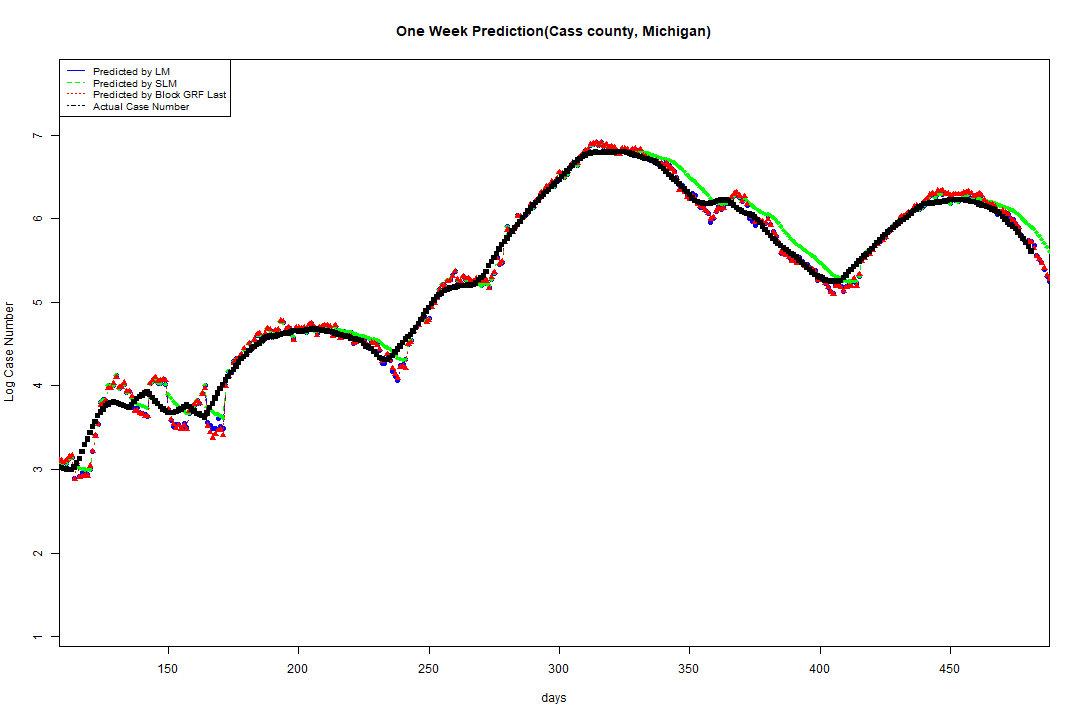 One Week Prediction(Cass county, Michigan)
Predicted by LM
Predicted by SLM
Predicted by Block GRF Last
Actual Case Number
7
6
5
4
3
2
1
Log Case Number
150 200 250 300 350 400 450
days